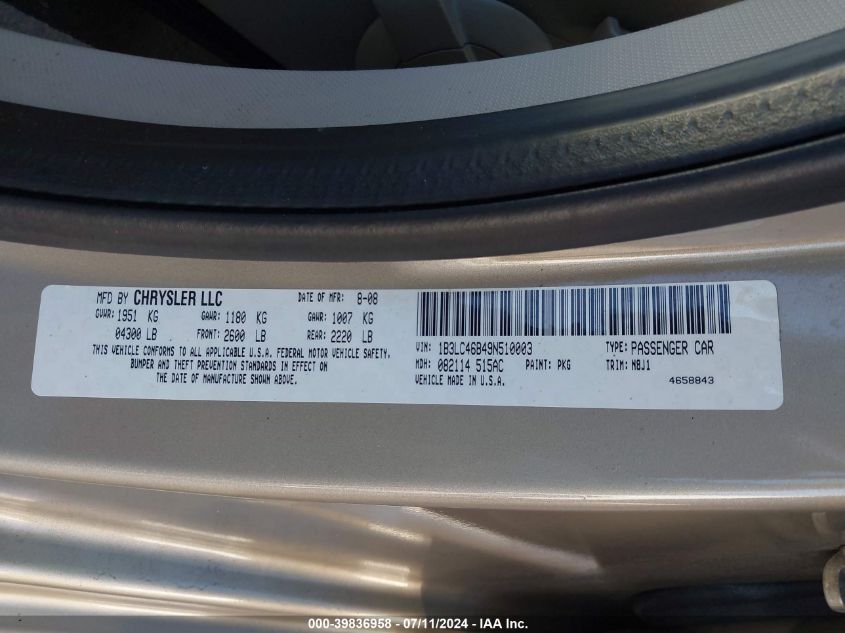 MFD BY CHRYSLER LLC DATE OF MFR: 8-08
GVWR: 1951 KG GAWR: 1180 KG GAWR: 1007 KG
04300 LB FRONT: 2600 LB REAR: 2220 LB
THIS VEHICLE CONFORMS TO ALL APPLICABLE U.S.A. FEDERAL MOTOR VEHICLE SAFETY,
BUMPER AND THEFT PREVENTION STANDARDS IN EFFECT ON
THE DATE OF MANUFACTURE SHOWN ABOVE.
VIN: 1B3LC46B49N510003 TYPE: PASSENGER CAR
MDH: 082114 515AC PAINT: PKG TRIM: NBJ1
VEHICLE MADE IN U.S.A. 4658843
000-39836958 - 07/11/2024 - IAA Inc.